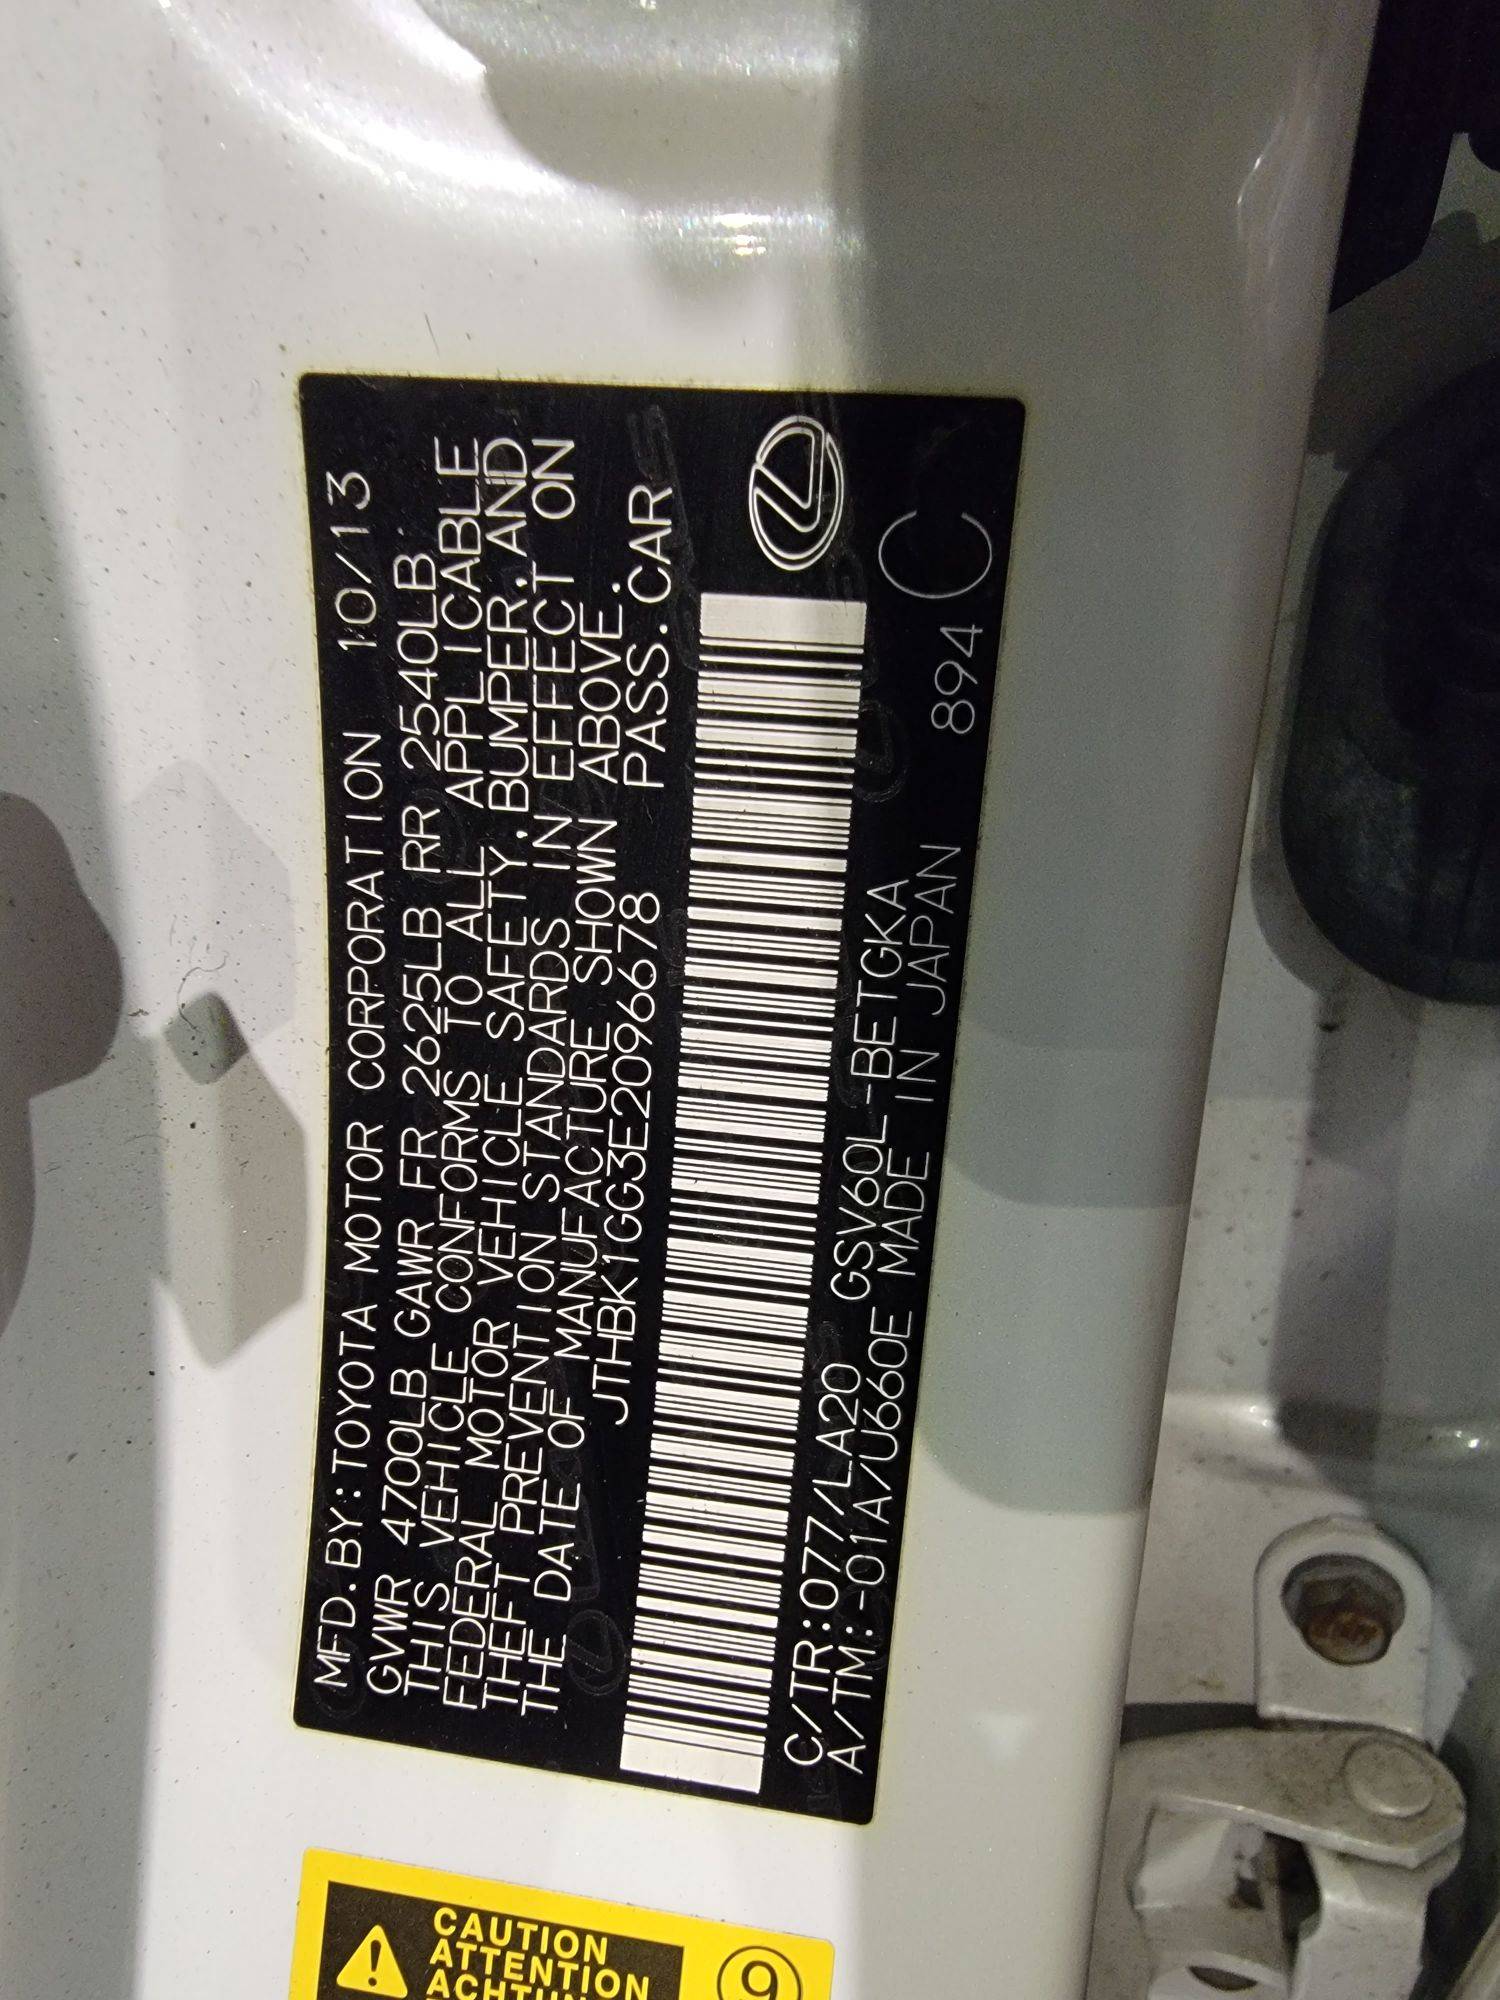 MFD.BY:TOYOTA MOTOR CORPORATION 10/13
GVWR 4700LB GAWR FR 2625LB RR 2540LB
THIS VEHICLE CONFORMS TO ALL APPLICABLE
FEDERAL MOTOR VEHICLE SAFETY,BUMPER,AND
THEFT PREVENTION STANDARDS IN EFFECT ON
THE DATE OF MANUFACTURE SHOWN ABOVE.
JTHBK1GG3E2096678 PASS.CAR
C/TR:077/LA20 GSV60L-BETGKA
A/TM:-01A/U660E MADE IN JAPAN 894 C
CAUTION
ATTENTION
9